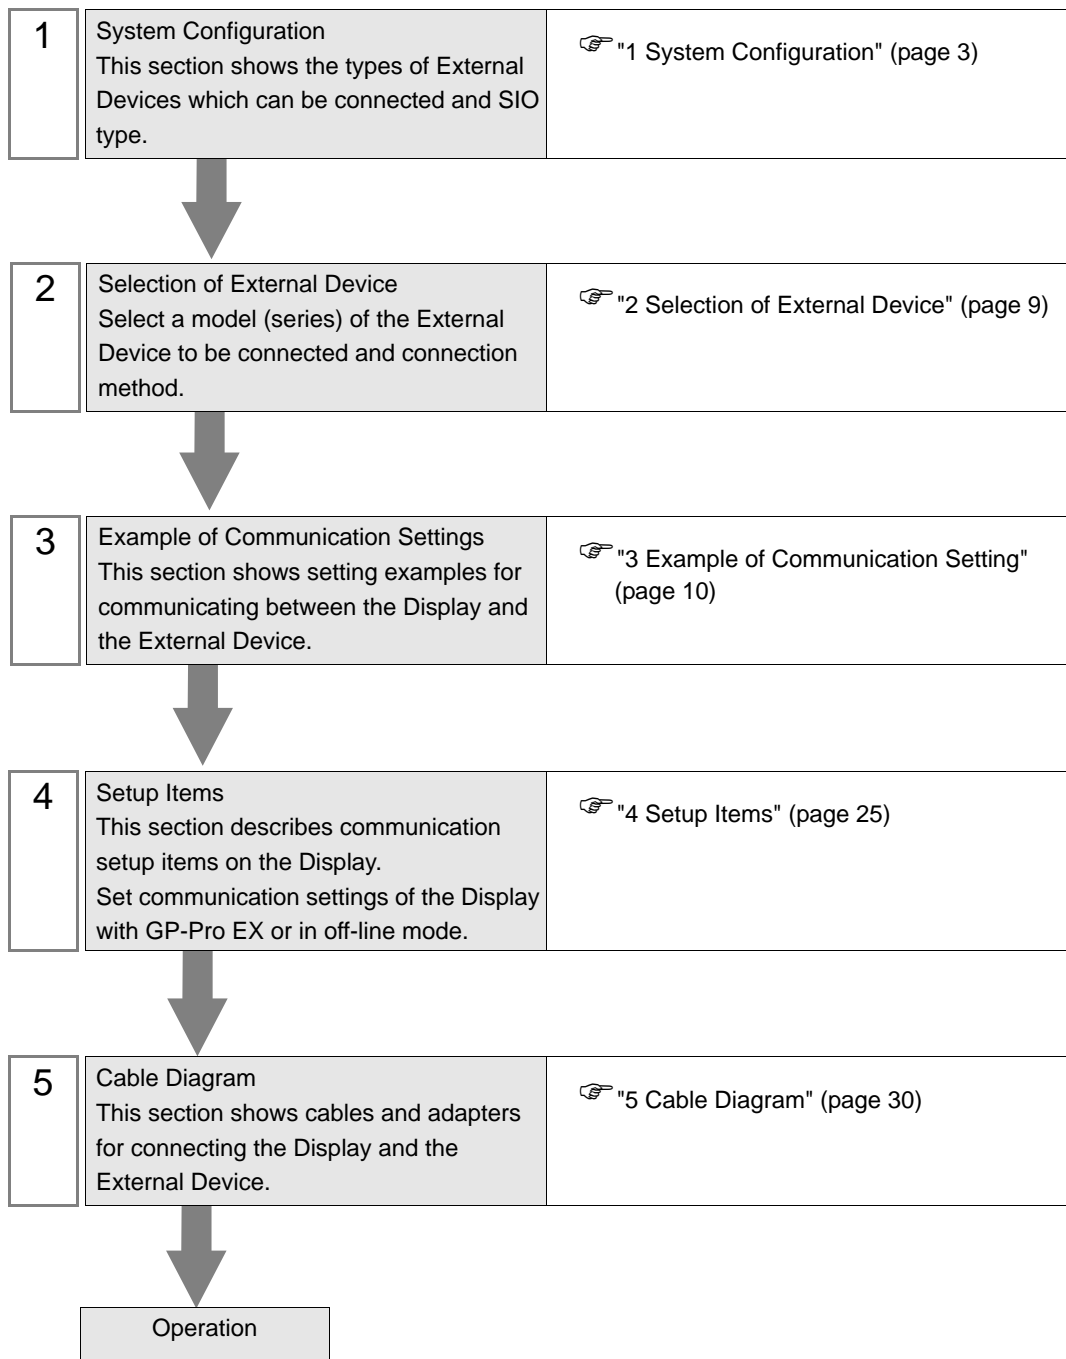 1
System Configuration
This section shows the types of External
Devices which can be connected and SIO
type.
"1 System Configuration" (page 3)
2
Selection of External Device
Select a model (series) of the External
Device to be connected and connection
method.
"2 Selection of External Device" (page 9)
3
Example of Communication Settings
This section shows setting examples for
communicating between the Display and
the External Device.
"3 Example of Communication Setting"
(page 10)
4
Setup Items
This section describes communication
setup items on the Display.
Set communication settings of the Display
with GP-Pro EX or in off-line mode.
"4 Setup Items" (page 25)
5
Cable Diagram
This section shows cables and adapters
for connecting the Display and the
External Device.
"5 Cable Diagram" (page 30)
Operation